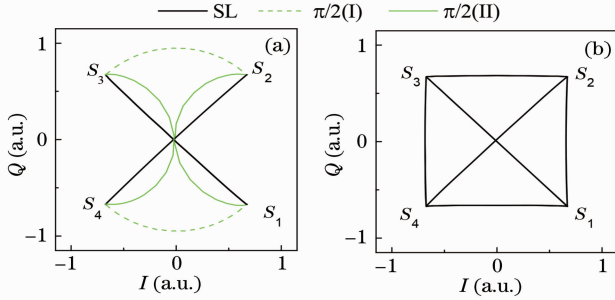 SL π/2(I) π/2(II)
(a)
S3 S2
S4 S1
1
0
−1
Q (a.u.)
−1 0 1
I (a.u.)
(b)
S3 S2
S4 S1
1
0
−1
Q (a.u.)
−1 0 1
I (a.u.)